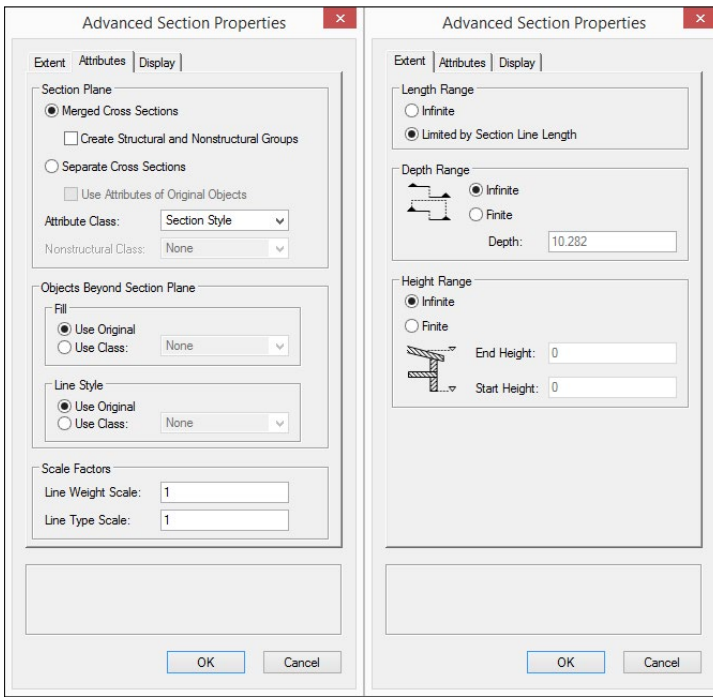 Advanced Section Properties
Extent Attributes Display
Section Plane
Merged Cross Sections
Create Structural and Nonstructural Groups
Separate Cross Sections
Use Attributes of Original Objects
Attribute Class: Section Style
Nonstructural Class: None
Objects Beyond Section Plane
Fill
Use Original
Use Class: None
Line Style
Use Original
Use Class: None
Scale Factors
Line Weight Scale: 1
Line Type Scale: 1
OK Cancel
Advanced Section Properties
Extent Attributes Display
Length Range
Infinite
Limited by Section Line Length
Depth Range
Infinite
Finite
Depth: 10.282
Height Range
Infinite
Finite
End Height: 0
Start Height: 0
OK Cancel